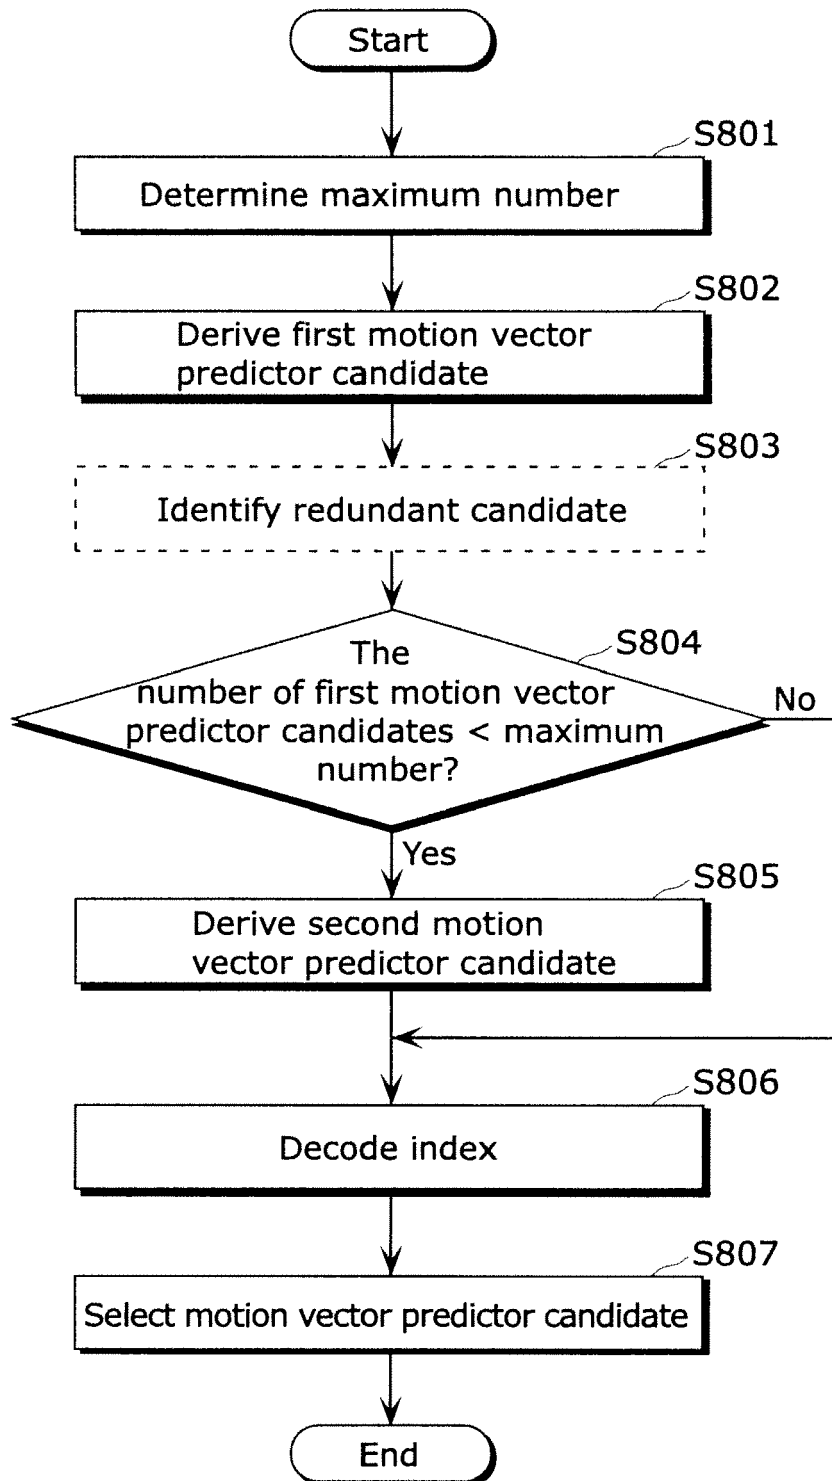 Start
S801
Determine maximum number
S802
Derive first motion vector
predictor candidate
S803
Identify redundant candidate
S804
The
number of first motion vector
predictor candidates < maximum
number?
No
Yes
S805
Derive second motion
vector predictor candidate
S806
Decode index
S807
Select motion vector predictor candidate
End